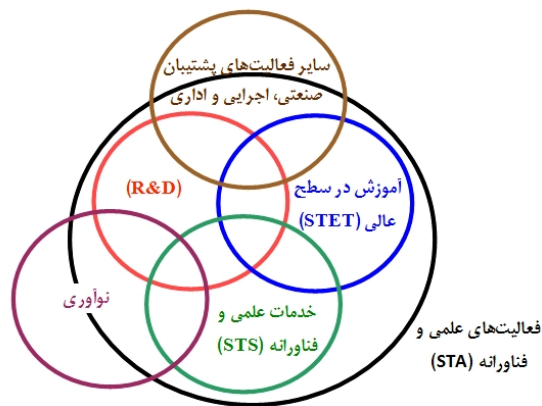 سایر فعالیت‌های پشتیبان
صنعتی، اجرایی و اداری
(R&D)
آموزش در سطح
عالی (STET)
نوآوری
خدمات علمی و
فناورانه (STS)
فعالیت‌های علمی و
فناورانه (STA)